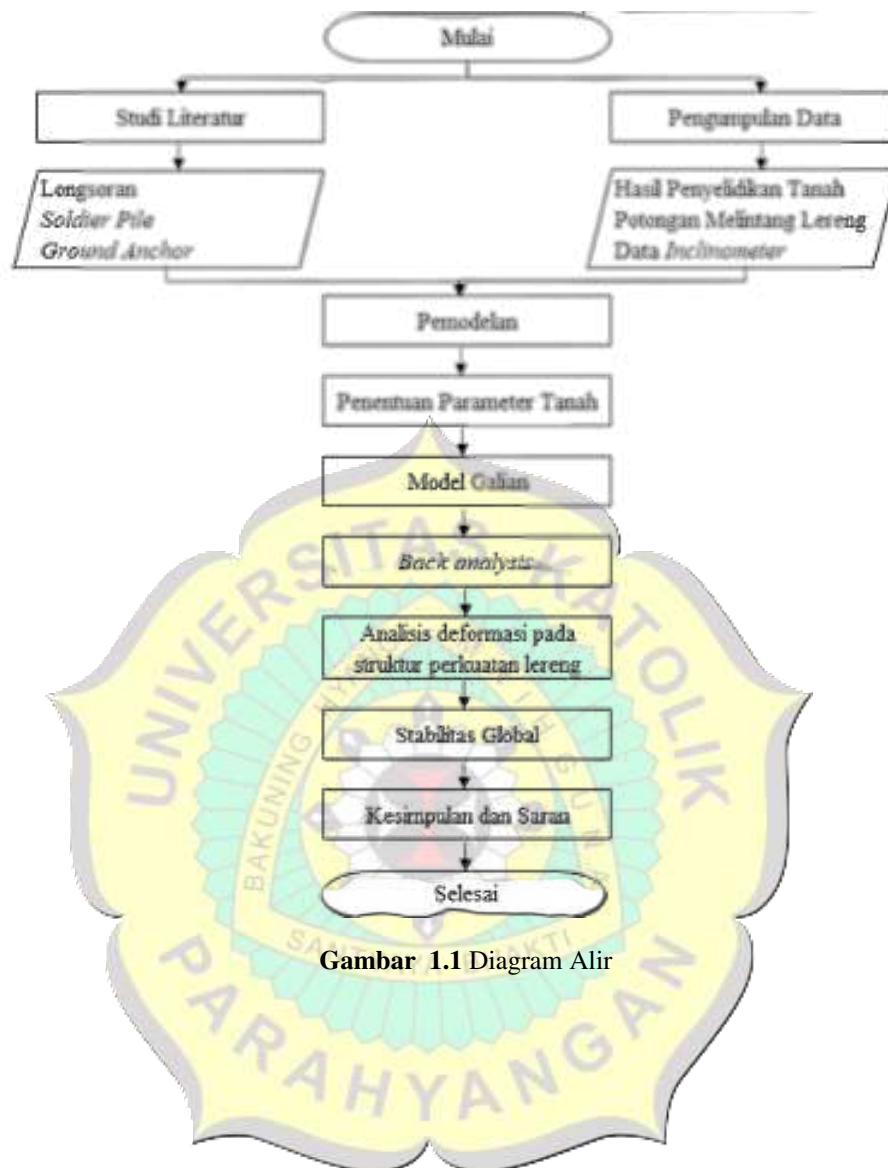 Mulai
Studi Literatur
Pengumpulan Data
Longsoran
Soldier Pile
Ground Anchor
Hasil Penyelidikan Tanah
Potongan Melintang Lereng
Data Inclinometer
Pemodelan
Penentuan Parameter Tanah
Model Galian
Back analysis
Analisis deformasi pada
struktur perkuatan lereng
Stabilitas Global
Kesimpulan dan Saran
Selesai
Gambar 1.1 Diagram Alir
UNIVERSITAS KATOLIK
PARAHYANGAN
BAKUNING